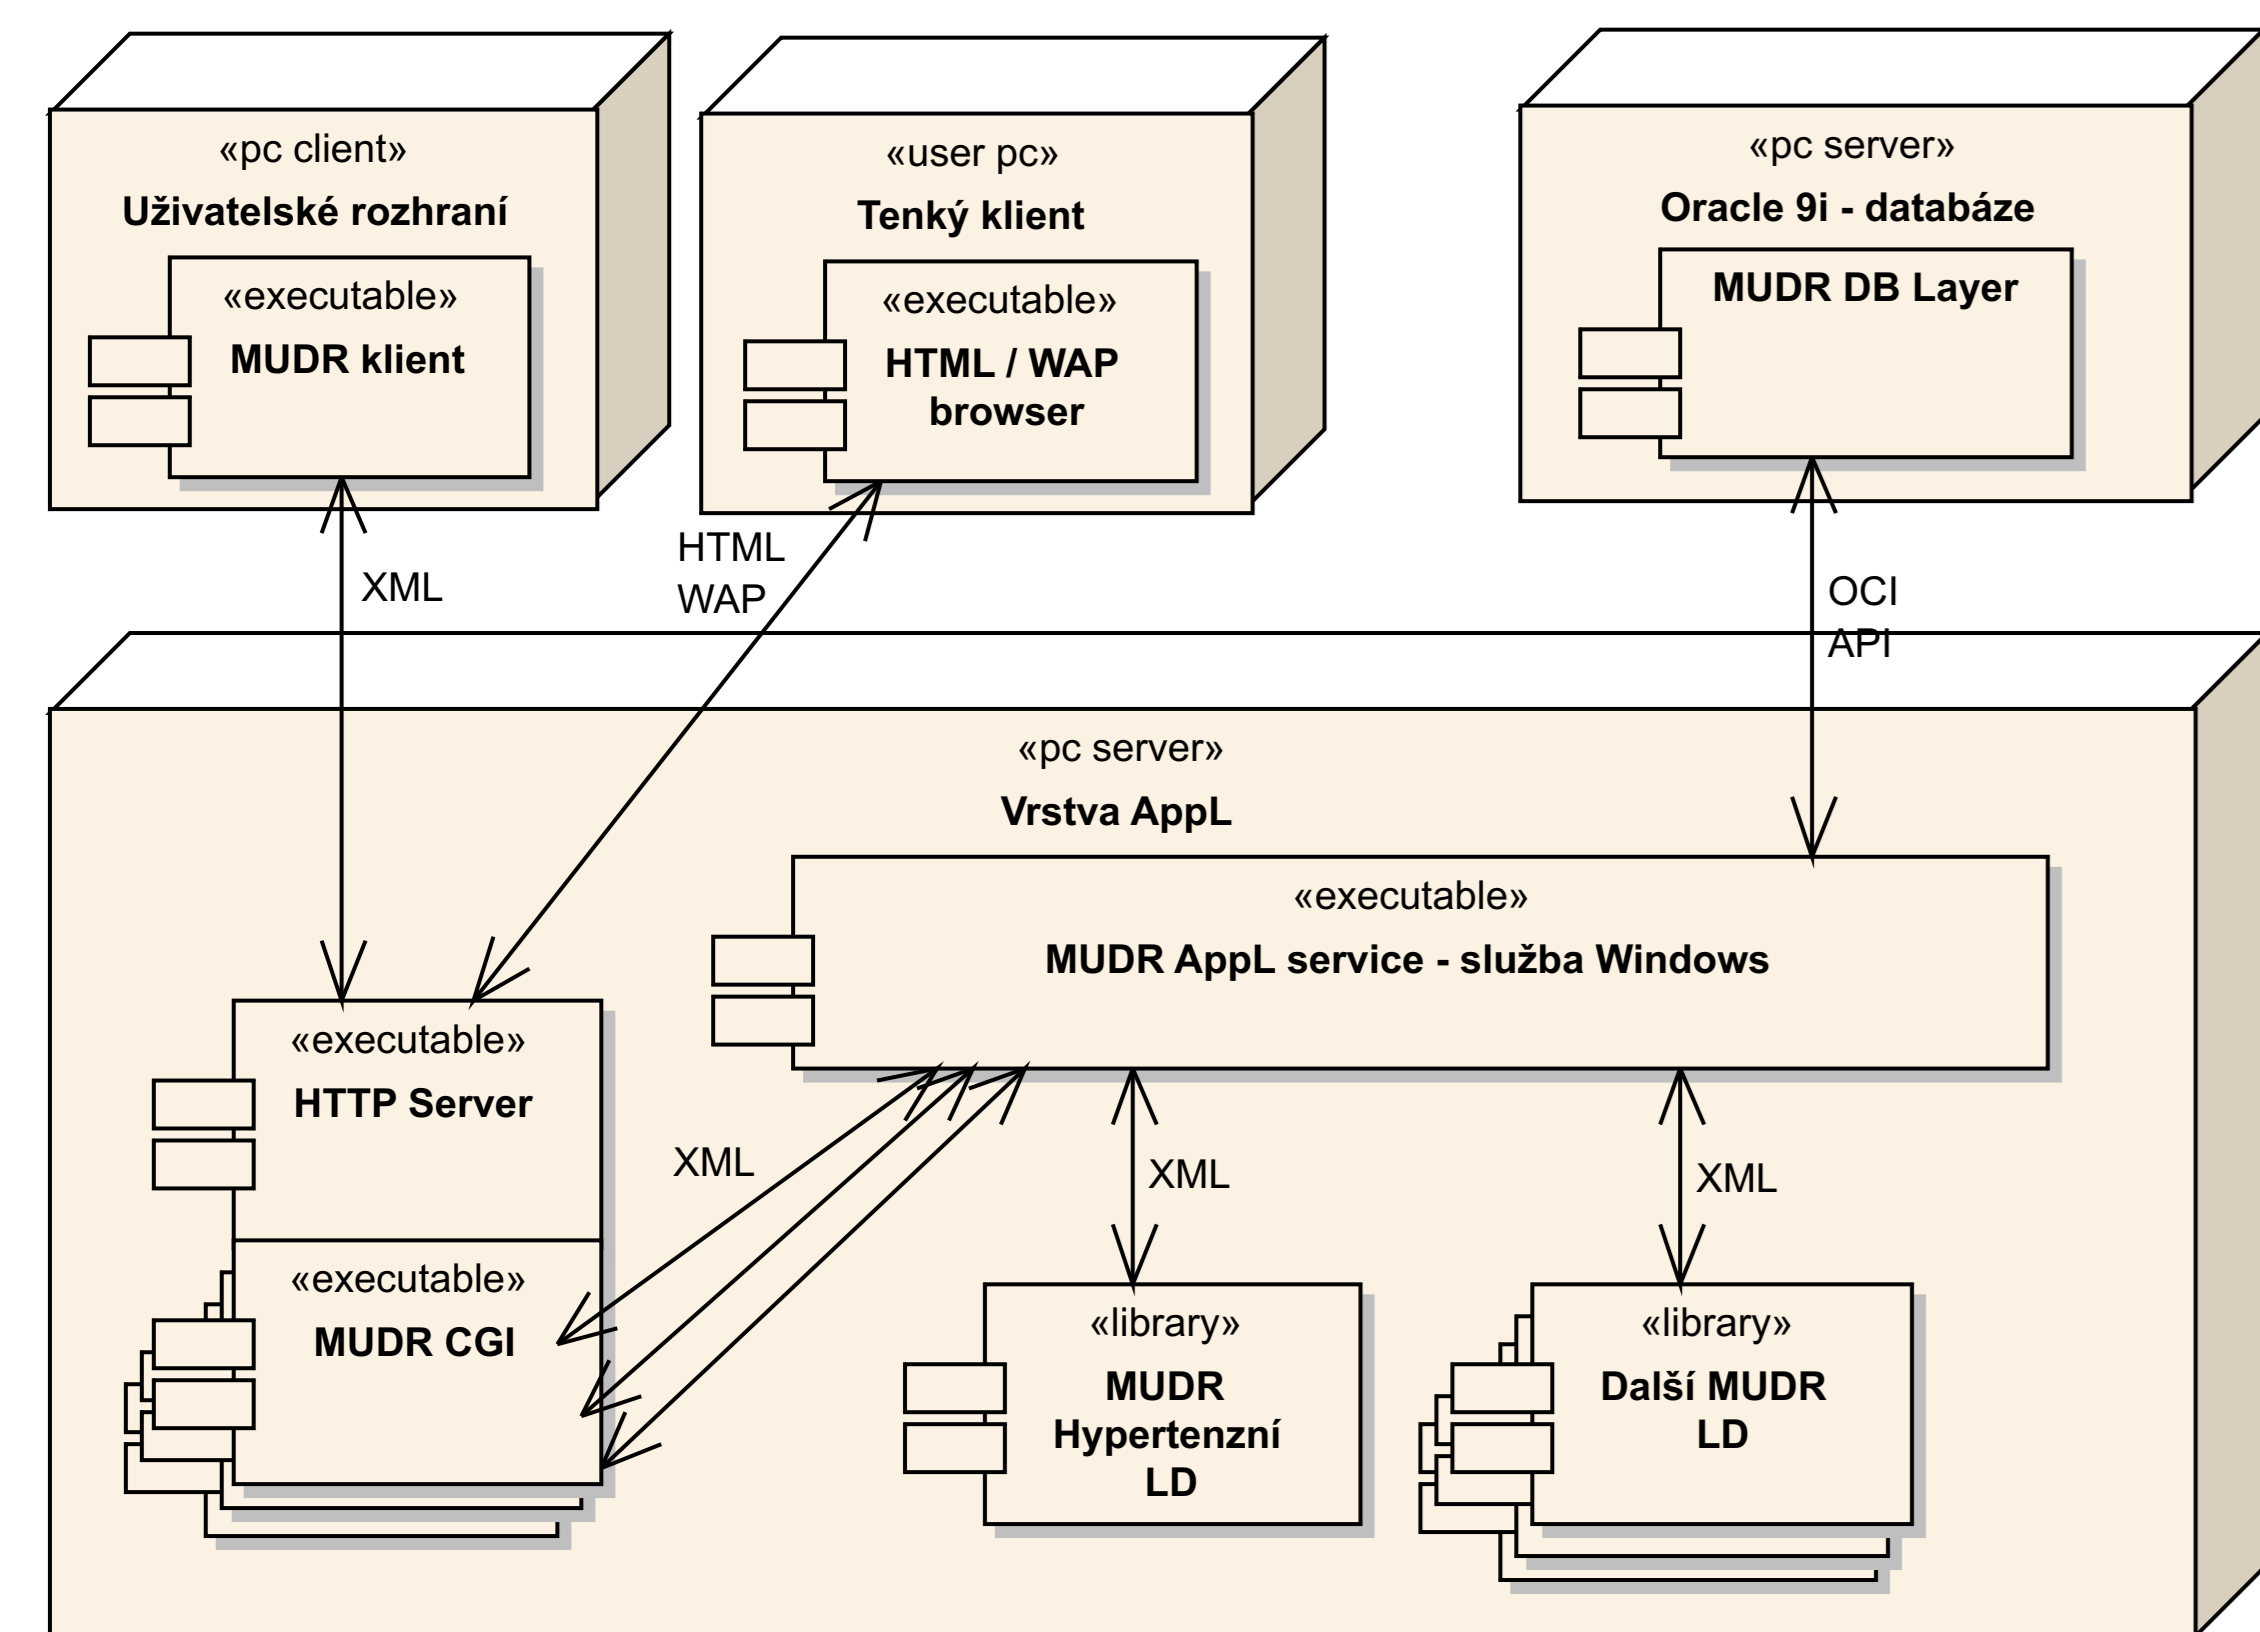 «pc client»
Uživatelské rozhraní
«executable»
MUDR klient
«user pc»
Tenký klient
«executable»
HTML / WAP
browser
«pc server»
Oracle 9i - databáze
MUDR DB Layer
XML
HTML
WAP
OCI
API
«pc server»
Vrstva AppL
«executable»
MUDR AppL service - služba Windows
«executable»
HTTP Server
«executable»
MUDR CGI
XML
XML
XML
«library»
MUDR
Hypertenzní
LD
«library»
Další MUDR
LD